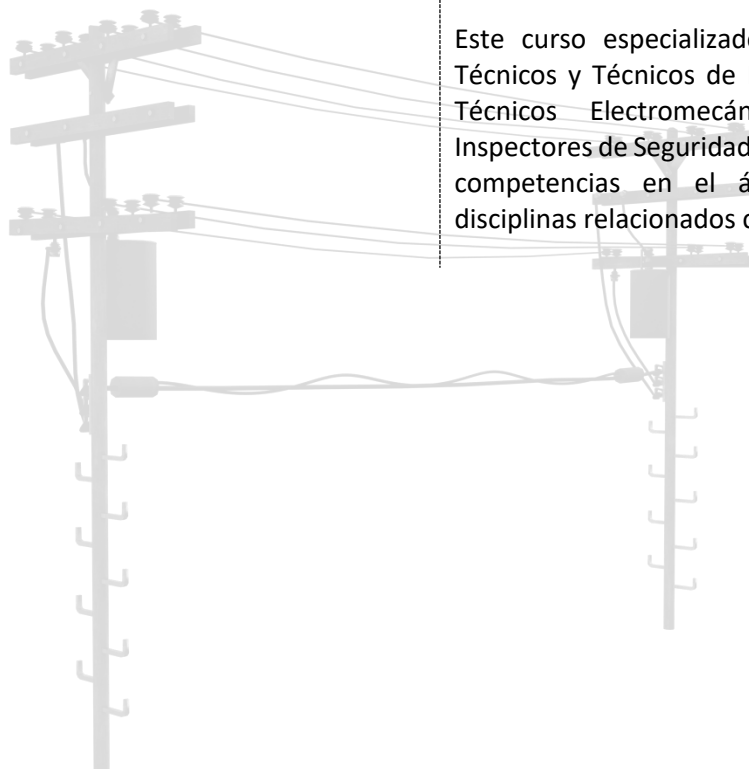 Este curso especializado
Técnicos y Técnicos de
Técnicos Electromecán
Inspectores de Seguridad
competencias en el á
disciplinas relacionados